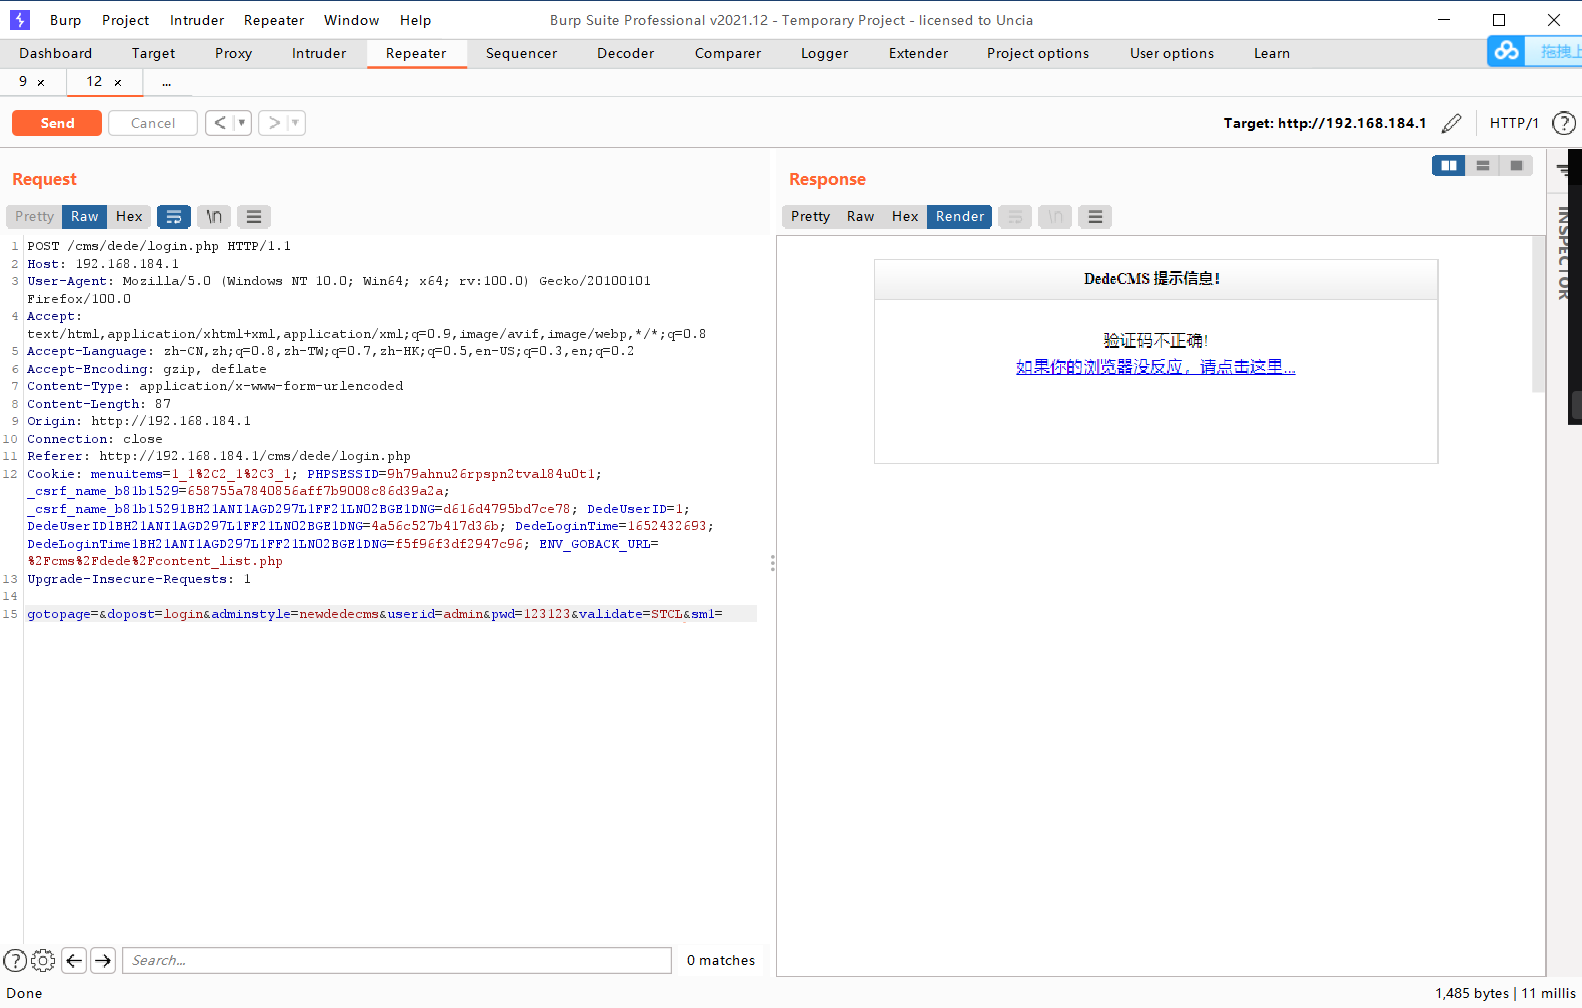 Burp Project Intruder Repeater Window Help Burp Suite Professional v2021.12 - Temporary Project - licensed to Uncia
Dashboard Target Proxy Intruder Repeater Sequencer Decoder Comparer Logger Extender Project options User options Learn
拖拽上
9 × 12 × ...
Send Cancel < ▾ > ▾ Target: http://192.168.184.1 HTTP/1 ?
Request
Pretty Raw Hex \n
1 POST /cms/dede/login.php HTTP/1.1
2 Host: 192.168.184.1
3 User-Agent: Mozilla/5.0 (Windows NT 10.0; Win64; x64; rv:100.0) Gecko/20100101
Firefox/100.0
4 Accept:
text/html,application/xhtml+xml,application/xml;q=0.9,image/avif,image/webp,*/*;q=0.8
5 Accept-Language: zh-CN,zh;q=0.8,zh-TW;q=0.7,zh-HK;q=0.5,en-US;q=0.3,en;q=0.2
6 Accept-Encoding: gzip, deflate
7 Content-Type: application/x-www-form-urlencoded
8 Content-Length: 87
9 Origin: http://192.168.184.1
10 Connection: close
11 Referer: http://192.168.184.1/cms/dede/login.php
12 Cookie: menuitems=1_1%2C2_1%2C3_1; PHPSESSID=9h79ahnu26rpspn2tval84u0t1;
_csrf_name_b81b1529=658755a7840856aff7b9008c86d39a2a;
_csrf_name_b81b15291BH21ANI1AGD297L1FF21LN02BGE1DNG=d616d4795bd7ce78; DedeUserID=1;
DedeUserID1BH21ANI1AGD297L1FF21LN02BGE1DNG=4a56c527b417d36b; DedeLoginTime=1652432693;
DedeLoginTime1BH21ANI1AGD297L1FF21LN02BGE1DNG=f5f96f3df2947c96; ENV_GOBACK_URL=
%2Fcms%2Fdede%2Fcontent_list.php
13 Upgrade-Insecure-Requests: 1
14
15 gotopage=&dopost=login&adminstyle=newdedecms&userid=admin&pwd=123123&validate=STCL&sm1=
Response
Pretty Raw Hex Render \n
DedeCMS 提示信息！
验证码不正确!
如果你的浏览器没反应，请点击这里...
INSPECTOR
? Search... 0 matches
Done 1,485 bytes | 11 millis